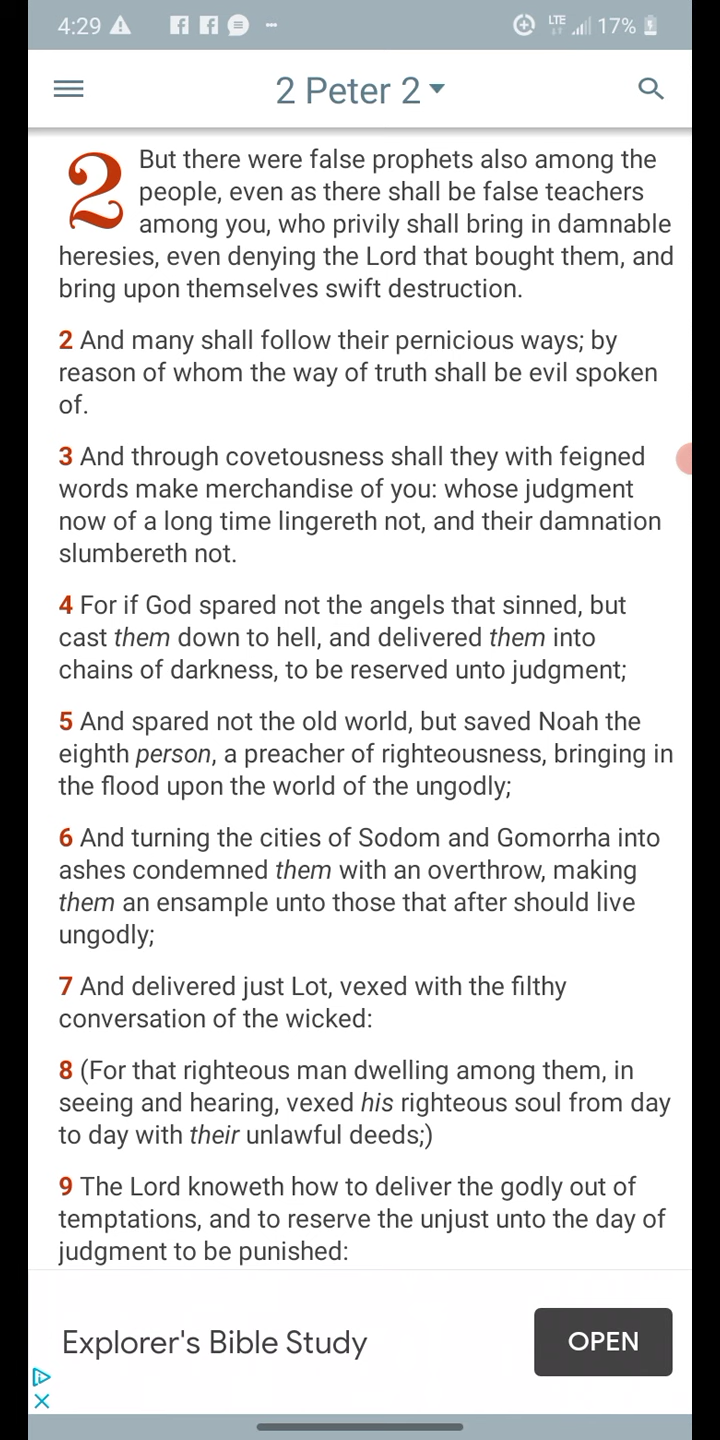 4:29
LTE 17%
2 Peter 2
2 But there were false prophets also among the
people, even as there shall be false teachers
among you, who privily shall bring in damnable
heresies, even denying the Lord that bought them, and
bring upon themselves swift destruction.
2 And many shall follow their pernicious ways; by
reason of whom the way of truth shall be evil spoken
of.
3 And through covetousness shall they with feigned
words make merchandise of you: whose judgment
now of a long time lingereth not, and their damnation
slumbereth not.
4 For if God spared not the angels that sinned, but
cast them down to hell, and delivered them into
chains of darkness, to be reserved unto judgment;
5 And spared not the old world, but saved Noah the
eighth person, a preacher of righteousness, bringing in
the flood upon the world of the ungodly;
6 And turning the cities of Sodom and Gomorrha into
ashes condemned them with an overthrow, making
them an ensample unto those that after should live
ungodly;
7 And delivered just Lot, vexed with the filthy
conversation of the wicked:
8 (For that righteous man dwelling among them, in
seeing and hearing, vexed his righteous soul from day
to day with their unlawful deeds;)
9 The Lord knoweth how to deliver the godly out of
temptations, and to reserve the unjust unto the day of
judgment to be punished:
Explorer's Bible Study
OPEN